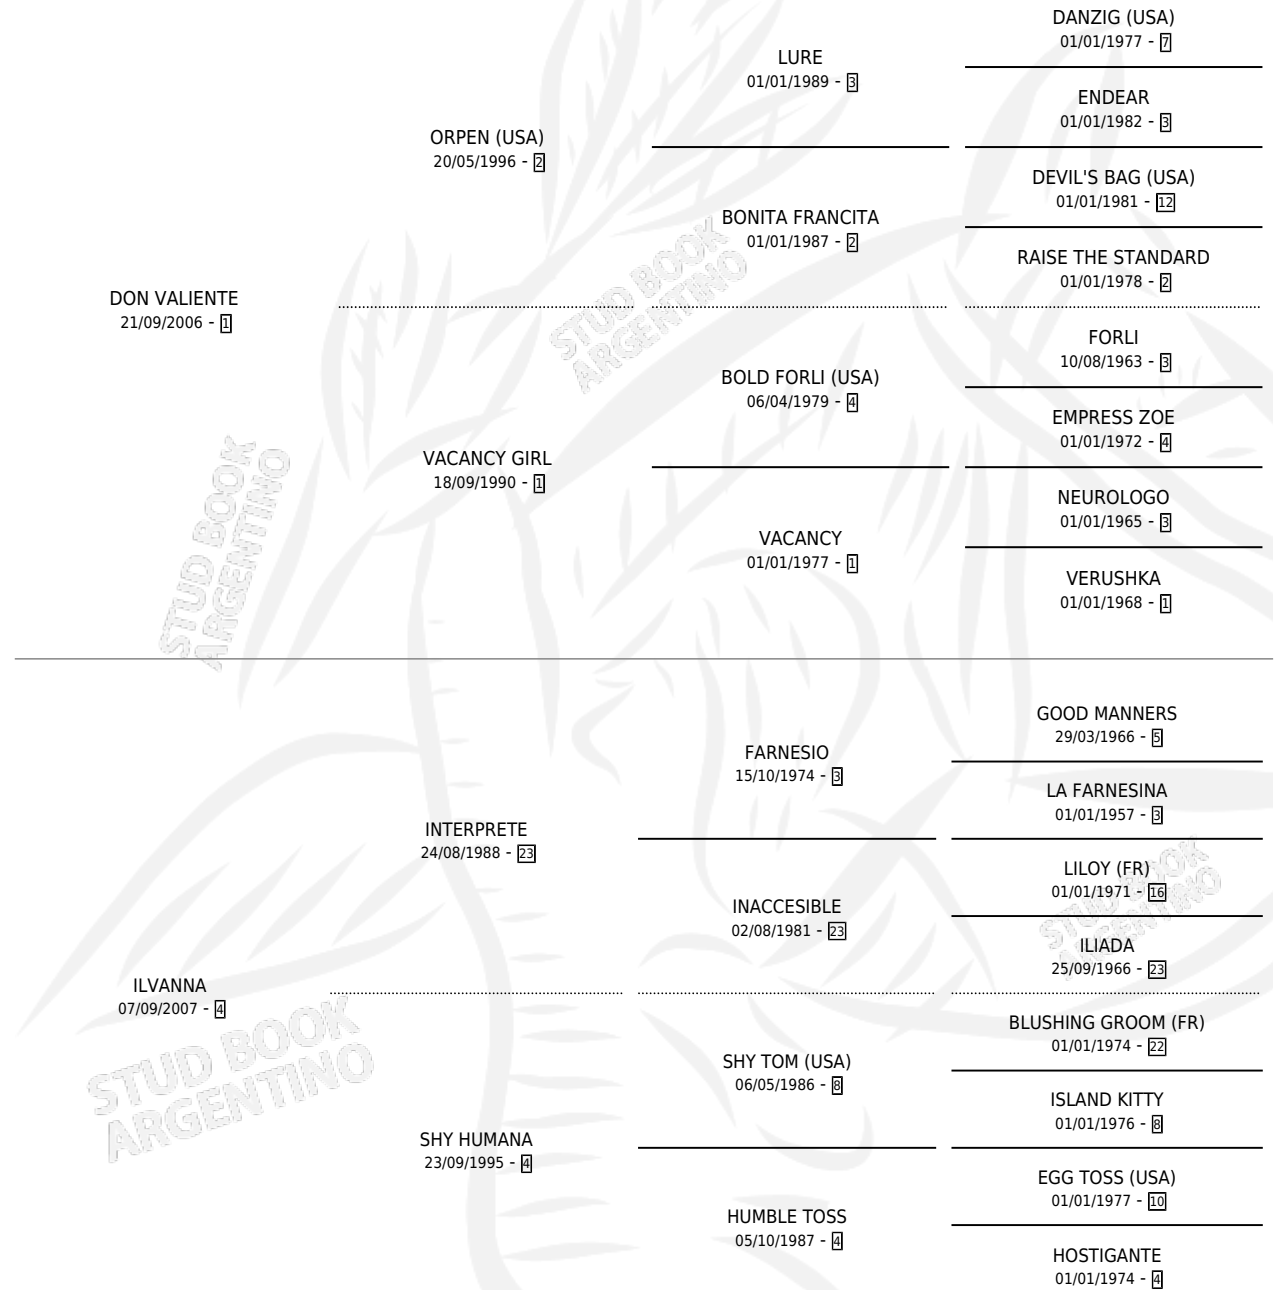 DANZIG (USA)
01/01/1977 - 7
LURE
01/01/1989 - 3
ENDEAR
01/01/1982 - 3
ORPEN (USA)
20/05/1996 - 2
DEVIL'S BAG (USA)
01/01/1981 - 12
BONITA FRANCITA
01/01/1987 - 2
RAISE THE STANDARD
01/01/1978 - 2
DON VALIENTE
21/09/2006 - 1
STUD BOOK
ARGENTINO
FORLI
10/08/1963 - 3
BOLD FORLI (USA)
06/04/1979 - 4
EMPRESS ZOE
01/01/1972 - 4
VACANCY GIRL
18/09/1990 - 1
NEUROLOGO
01/01/1965 - 3
VACANCY
01/01/1977 - 1
VERUSHKA
01/01/1968 - 1
STUD BOOK
ARGENTINO
GOOD MANNERS
29/03/1966 - 5
FARNESIO
15/10/1974 - 3
LA FARNESINA
01/01/1957 - 3
INTERPRETE
24/08/1988 - 23
LILOY (FR)
01/01/1971 - 16
INACCESIBLE
02/08/1981 - 23
STUD BOOK
ARGENTINO
ILIADA
25/09/1966 - 23
ILVANNA
07/09/2007 - 4
BLUSHING GROOM (FR)
01/01/1974 - 22
SHY TOM (USA)
06/05/1986 - 8
STUD BOOK
ARGENTINO
ISLAND KITTY
01/01/1976 - 8
SHY HUMANA
23/09/1995 - 4
EGG TOSS (USA)
01/01/1977 - 10
HUMBLE TOSS
05/10/1987 - 4
HOSTIGANTE
01/01/1974 - 4